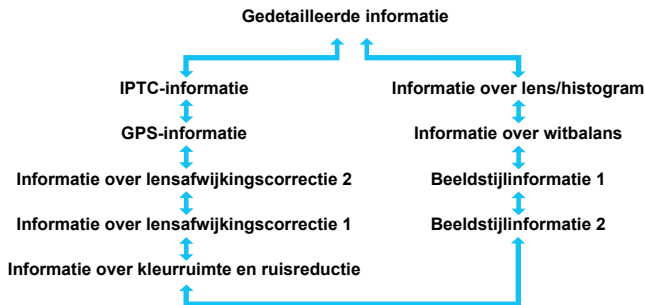 Gedetailleerde informatie
IPTC-informatie
Informatie over lens/histogram
GPS-informatie
Informatie over witbalans
Informatie over lensafwijkingscorrectie 2
Beeldstijlinformatie 1
Informatie over lensafwijkingscorrectie 1
Beeldstijlinformatie 2
Informatie over kleurruimte en ruisreductie